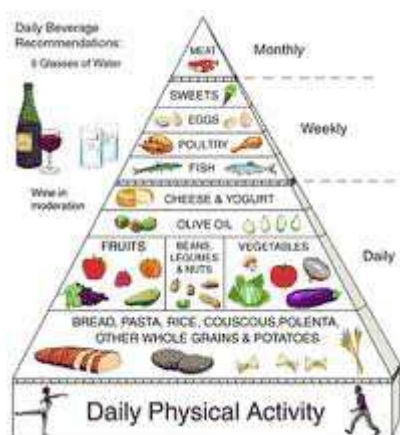 Daily Beverage
Recommendations:
6 Glasses of Water
Wine in
moderation
MEAT
Monthly
SWEETS
EGGS
POULTRY
FISH
Weekly
CHEESE & YOGURT
OLIVE OIL
FRUITS
BEANS,
LEGUMES
& NUTS
VEGETABLES
Daily
BREAD, PASTA, RICE, COUSCOUS,POLENTA,
OTHER WHOLE GRAINS & POTATOES
Daily Physical Activity